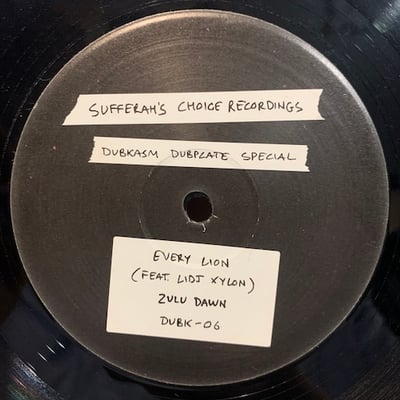 SUFFERAH'S CHOICE RECORDINGS
DUBKASM DUBPLATE SPECIAL
EVERY LION
(FEAT. LIDJ XYLON)
ZULU DAWN
DUBK-06